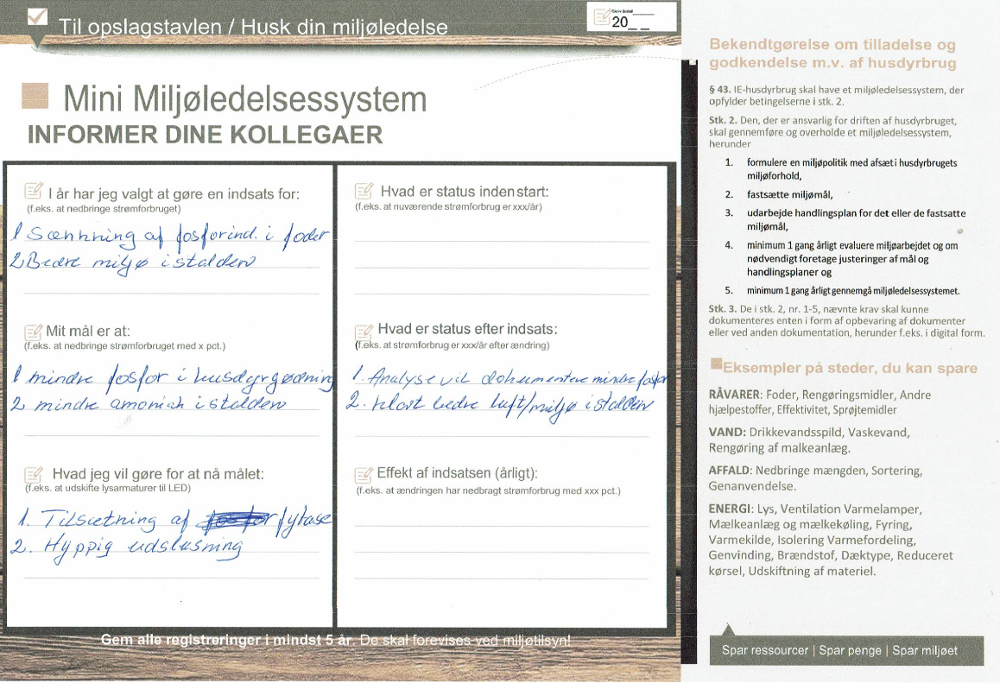 Til opslagstavlen / Husk din miljøledelse
Skriv årstal
20_ _
Mini Miljøledelsessystem
INFORMER DINE KOLLEGAER
I år har jeg valgt at gøre en indsats for:
(f.eks. at nedbringe strømforbruget)
1 Sænkning af fosforind. i foder
2 Bedre miljø i stalden
Mit mål er at:
(f.eks. at nedbringe strømforbruget med x pct.)
1 mindre fosfor i husdyrgødning
2 mindre amoniak i stalden
Hvad jeg vil gøre for at nå målet:
(f.eks. at udskifte lysarmaturer til LED)
1. Tilsætning af fosfor fytase
2. Hyppig udslusning
Hvad er status inden start:
(f.eks. at nuværende strømforbrug er xxx/år)
Hvad er status efter indsats:
(f.eks. at strømforbrug er xxx/år efter ændring)
1. Analyse vil dokumentere mindre fosfor
2. klart bedre luft/miljø i stalden
Effekt af indsatsen (årligt):
(f.eks. at ændringen har nedbragt strømforbrug med xxx pct.)
Gem alle registreringer i mindst 5 år. De skal forevises ved miljøtilsyn!
Bekendtgørelse om tilladelse og
godkendelse m.v. af husdyrbrug
§ 43. IE-husdyrbrug skal have et miljøledelsessystem, der
opfylder betingelserne i stk. 2.
Stk. 2. Den, der er ansvarlig for driften af husdyrbruget,
skal gennemføre og overholde et miljøledelsessystem,
herunder
1. formulere en miljøpolitik med afsæt i husdyrbrugets
miljøforhold,
2. fastsætte miljømål,
3. udarbejde handlingsplan for det eller de fastsatte
miljømål,
4. minimum 1 gang årligt evaluere miljøarbejdet og om
nødvendigt foretage justeringer af mål og
handlingsplaner og
5. minimum 1 gang årligt gennemgå miljøledelsessystemet.
Stk. 3. De i stk. 2, nr. 1-5, nævnte krav skal kunne
dokumenteres enten i form af opbevaring af dokumenter
eller ved anden dokumentation, herunder f.eks. i digital form.
Eksempler på steder, du kan spare
RÅVARER: Foder, Rengøringsmidler, Andre
hjælpestoffer, Effektivitet, Sprøjtemidler
VAND: Drikkevandsspild, Vaskevand,
Rengøring af malkeanlæg.
AFFALD: Nedbringe mængden, Sortering,
Genanvendelse.
ENERGI: Lys, Ventilation Varmelamper,
Mælkeanlæg og mælkekøling, Fyring,
Varmekilde, Isolering Varmefordeling,
Genvinding, Brændstof, Dæktype, Reduceret
kørsel, Udskiftning af materiel.
Spar ressourcer | Spar penge | Spar miljøet